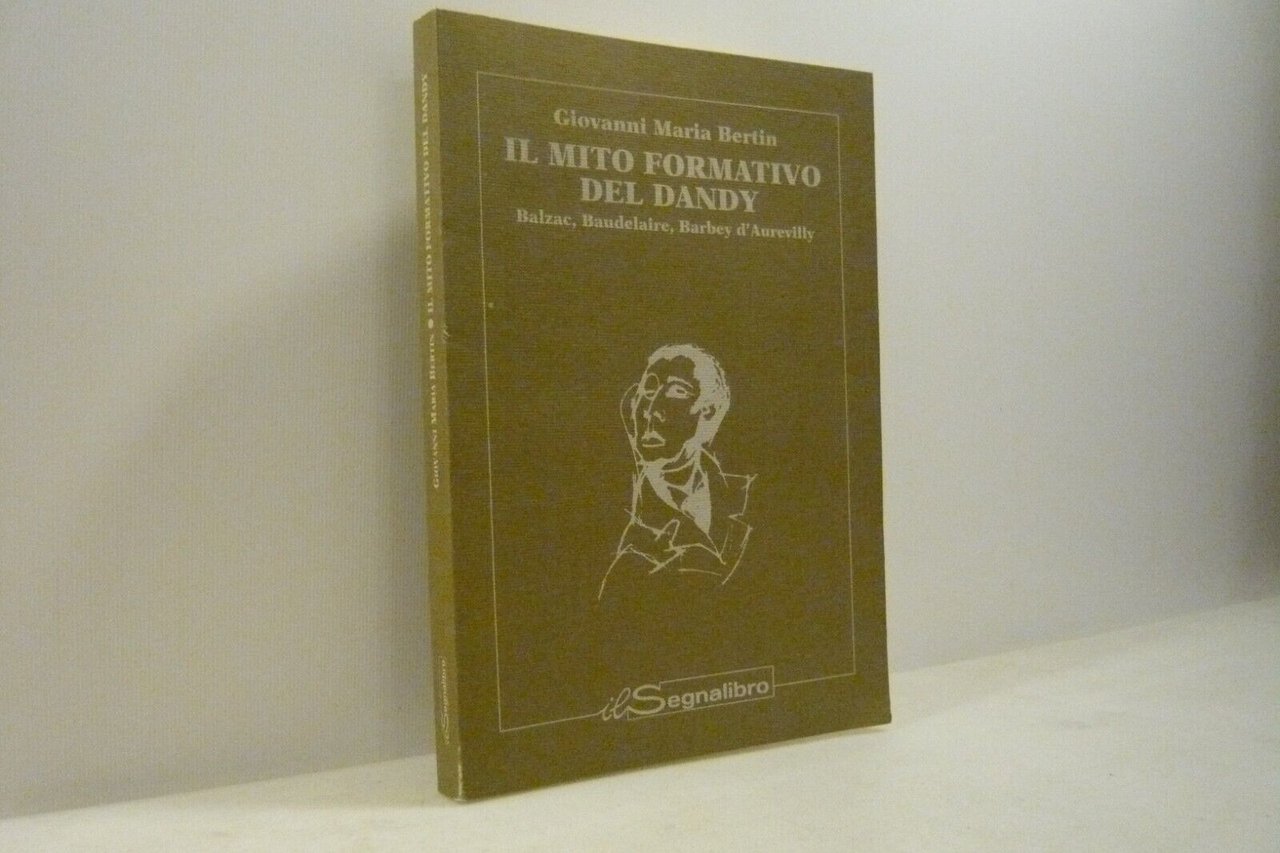 Giovanni Maria Bertin
IL MITO FORMATIVO
DEL DANDY
Balzac, Baudelaire, Barbey d'Aurevilly
il Segnalibro
GIOVANNI MARIA BERTIN ● IL MITO FORMATIVO DEL DANDY
il Segnalibro